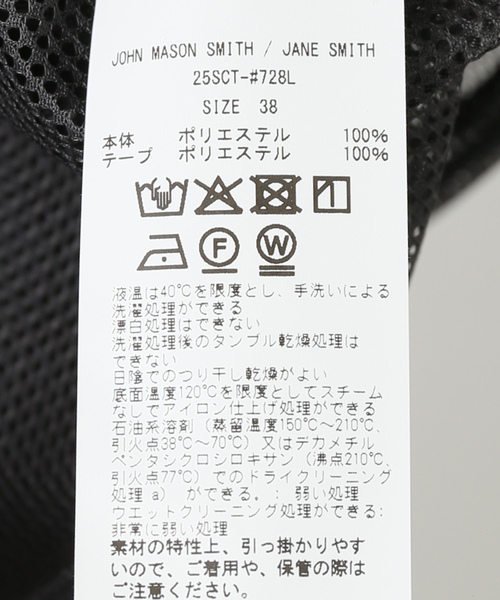 JOHN MASON SMITH / JANE SMITH
25SCT-#728L
SIZE 38
本体 ポリエステル 100%
テープ ポリエステル 100%
F W
液温は40℃を限度とし、手洗いによる
洗濯処理ができる
漂白処理はできない
洗濯処理後のタンブル乾燥処理は
できない
日陰でのつり干し乾燥がよい
底面温度120℃を限度としてスチーム
なしでアイロン仕上げ処理ができる
石油系溶剤(蒸留温度150℃〜210℃、
引火点38℃〜70℃)又はデカメチル
ペンタシクロシロキサン(沸点210℃、
引火点77℃)でのドライクリーニング
処理 a) ができる。: 弱い処理
ウエットクリーニング処理ができる:
非常に弱い処理
素材の特性上、引っ掛かりやす
いので、ご着用や、保管の際は
ご注意ください。